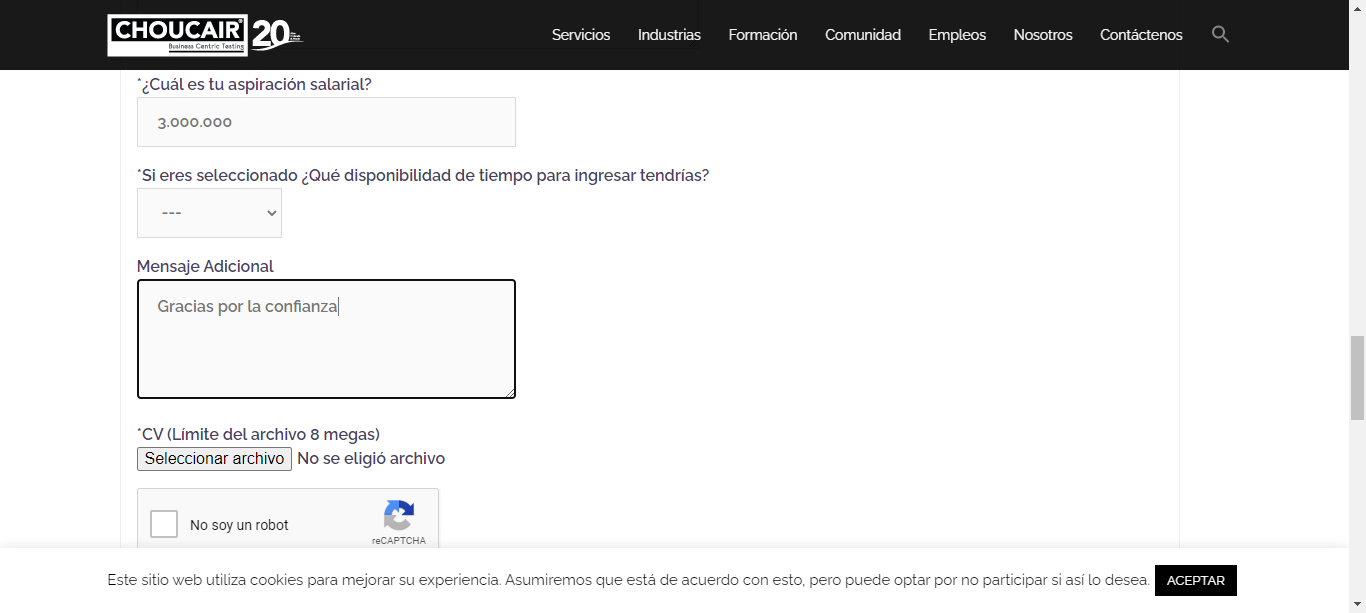 CHOUCAIR
Business Centric Testing
20
Servicios Industrias Formación Comunidad Empleos Nosotros Contáctenos
*¿Cuál es tu aspiración salarial?
3.000.000
*Si eres seleccionado ¿Qué disponibilidad de tiempo para ingresar tendrías?
---
Mensaje Adicional
Gracias por la confianza
*CV (Límite del archivo 8 megas)
Seleccionar archivo No se eligió archivo
No soy un robot
reCAPTCHA
Este sitio web utiliza cookies para mejorar su experiencia. Asumiremos que está de acuerdo con esto, pero puede optar por no participar si así lo desea. ACEPTAR